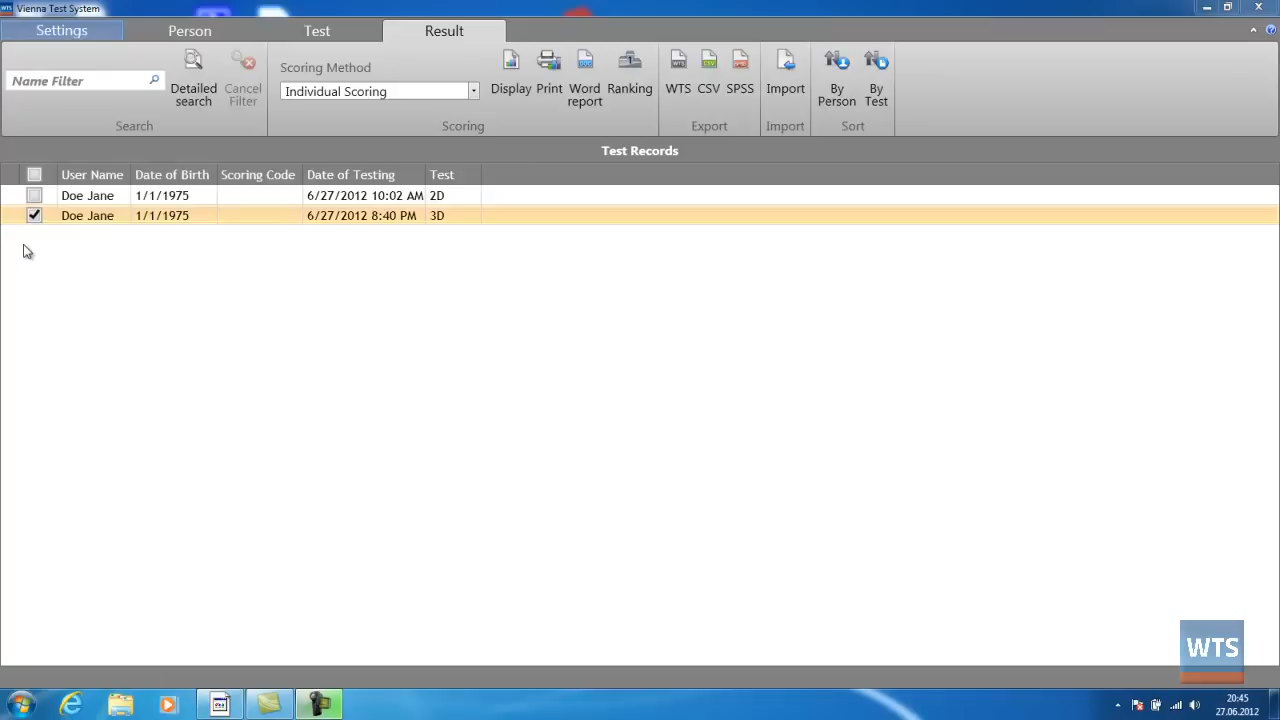 Vienna Test System
Settings
Person
Test
Result
Name Filter
Detailed search
Cancel Filter
Search
Scoring Method
Individual Scoring
Display
Print
Word report
Ranking
Scoring
WTS
CSV
SPSS
Export
Import
Import
By Person
By Test
Sort
Test Records
User Name Date of Birth Scoring Code Date of Testing Test
Doe Jane 1/1/1975 6/27/2012 10:02 AM 2D
Doe Jane 1/1/1975 6/27/2012 8:40 PM 3D
WTS
20:45
27.06.2012